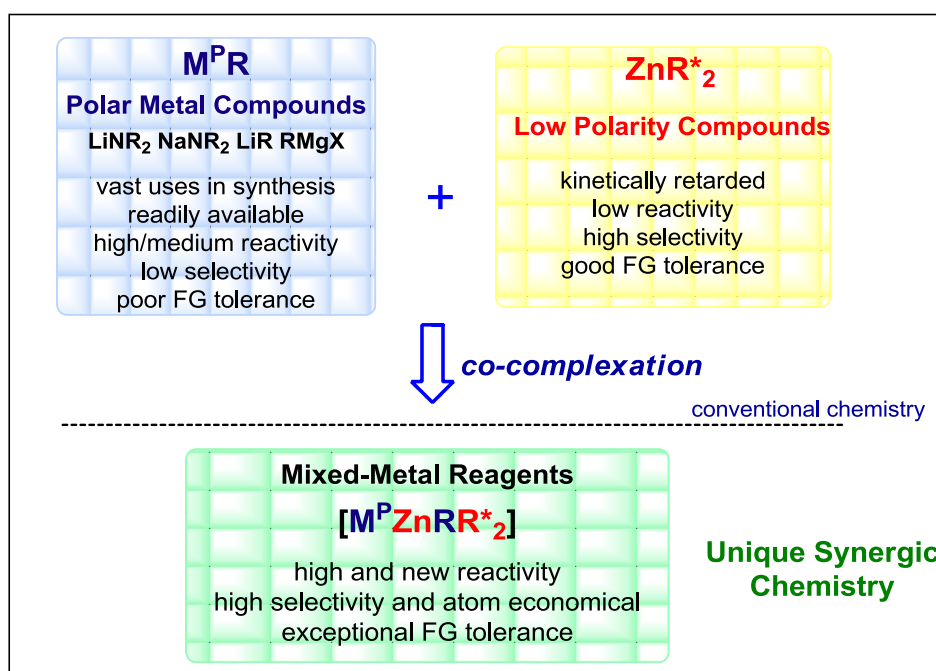 MᴾR
Polar Metal Compounds
LiNR₂ NaNR₂ LiR RMgX
vast uses in synthesis
readily available
high/medium reactivity
low selectivity
poor FG tolerance
+
ZnR*₂
Low Polarity Compounds
kinetically retarded
low reactivity
high selectivity
good FG tolerance
co-complexation
conventional chemistry
Mixed-Metal Reagents
[MᴾZnRR*₂]
high and new reactivity
high selectivity and atom economical
exceptional FG tolerance
Unique Synergic
Chemistry